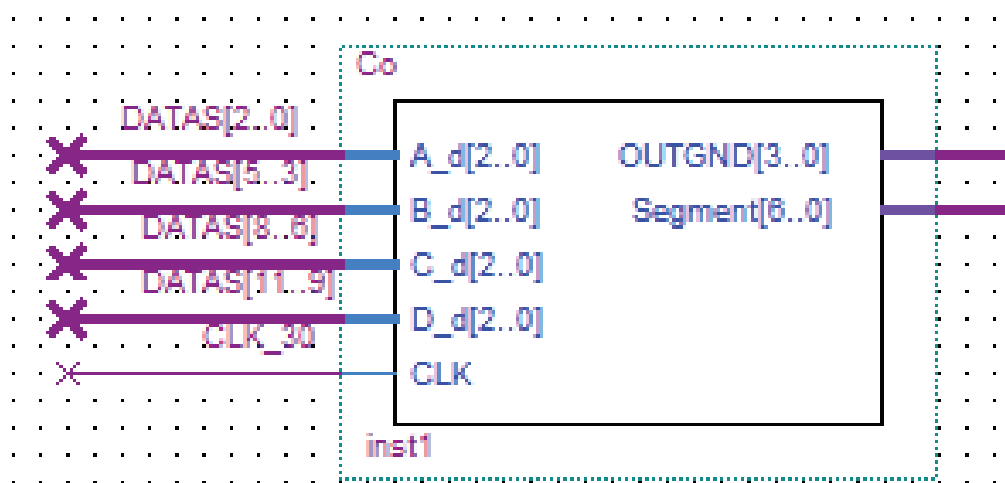 Co
DATAS[2..0]
A_d[2..0]
OUTGND[3..0]
DATAS[5..3]
B_d[2..0]
Segment[6..0]
DATAS[8..6]
C_d[2..0]
DATAS[11..9]
D_d[2..0]
CLK_30
CLK
inst1